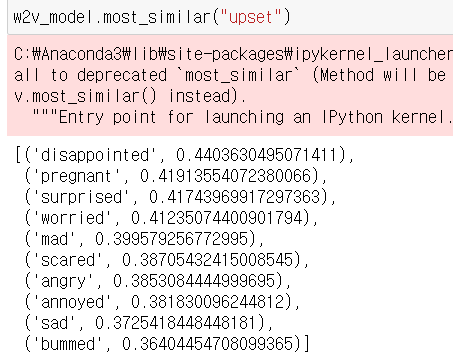 w2v_model.most_similar("upset")
C:₩Anaconda3₩lib₩site-packages₩ipykernel_launcher
all to deprecated `most_similar` (Method will be
v.most_similar() instead).
"""Entry point for launching an IPython kernel.
[('disappointed', 0.4403630495071411),
('pregnant', 0.41913554072380066),
('surprised', 0.41743969917297363),
('worried', 0.41235074400901794),
('mad', 0.399579256772995),
('scared', 0.38705432415008545),
('angry', 0.3853084444999695),
('annoyed', 0.381830096244812),
('sad', 0.3725418448448181),
('bummed', 0.36404454708099365)]